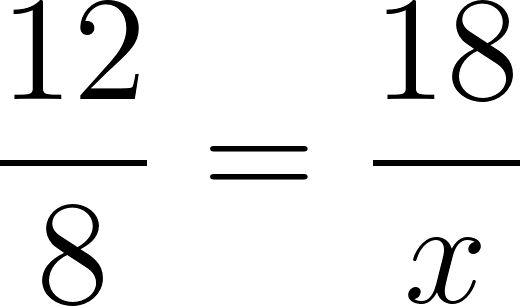 12/8 = 18/x